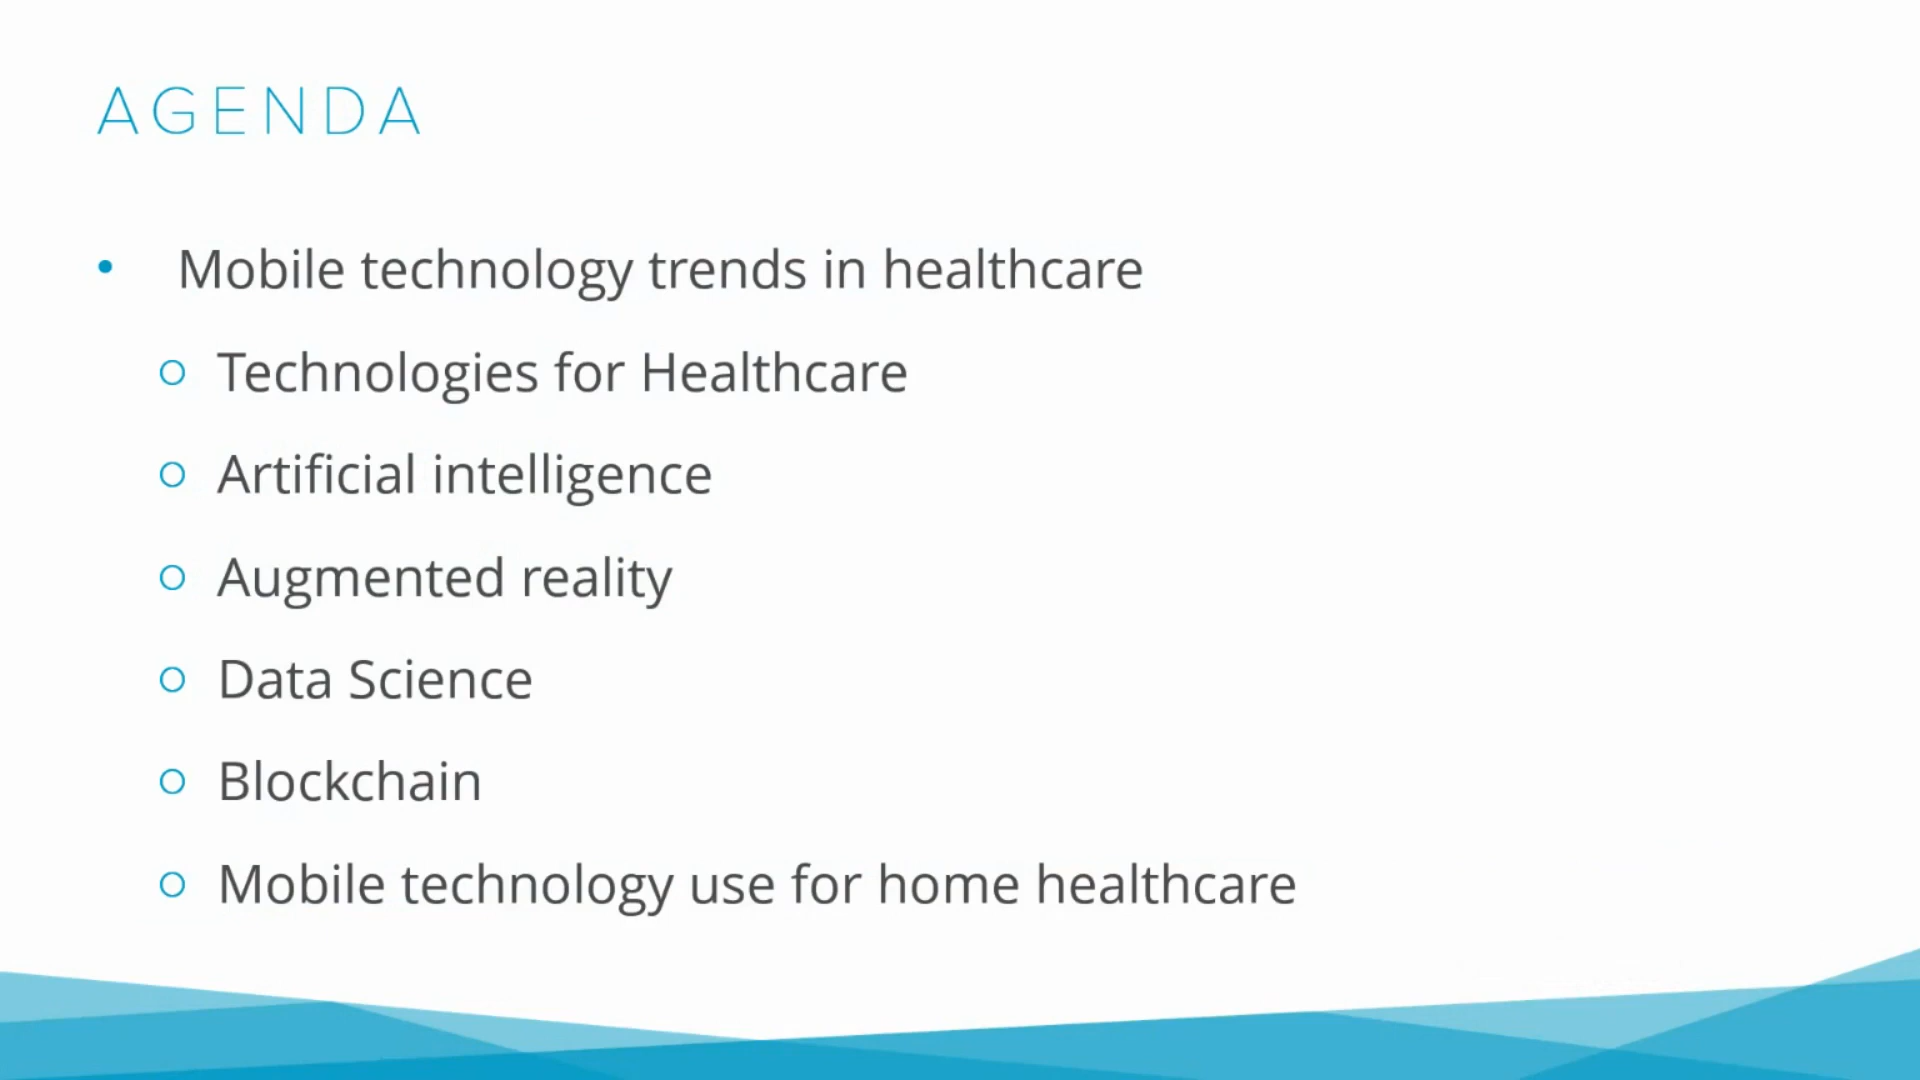 AGENDA
• Mobile technology trends in healthcare
○ Technologies for Healthcare
○ Artificial intelligence
○ Augmented reality
○ Data Science
○ Blockchain
○ Mobile technology use for home healthcare